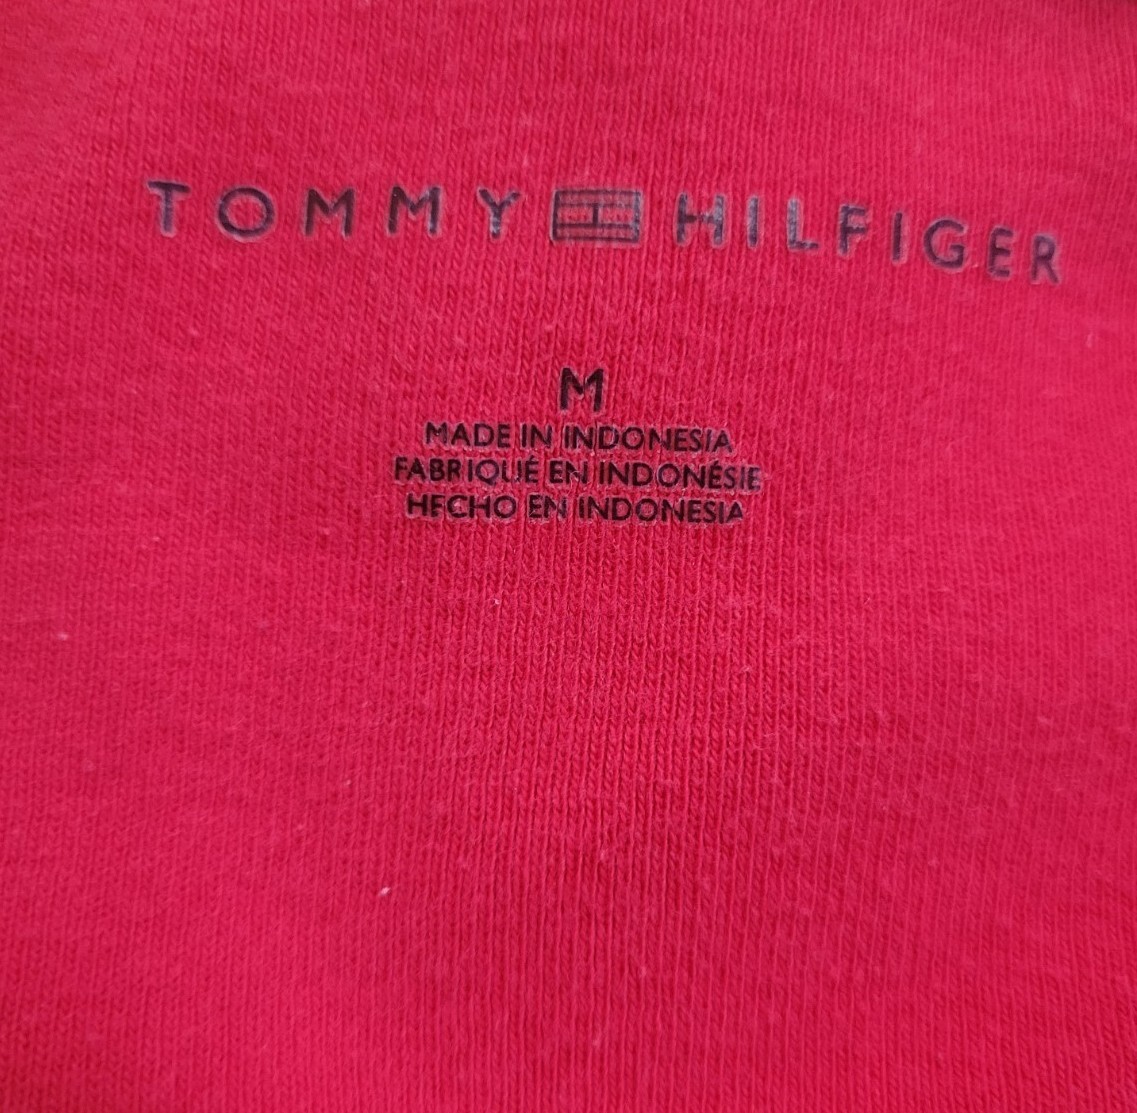 TOMMY HILFIGER
M
MADE IN INDONESIA
FABRIQUÉ EN INDONÉSIE
HECHO EN INDONESIA